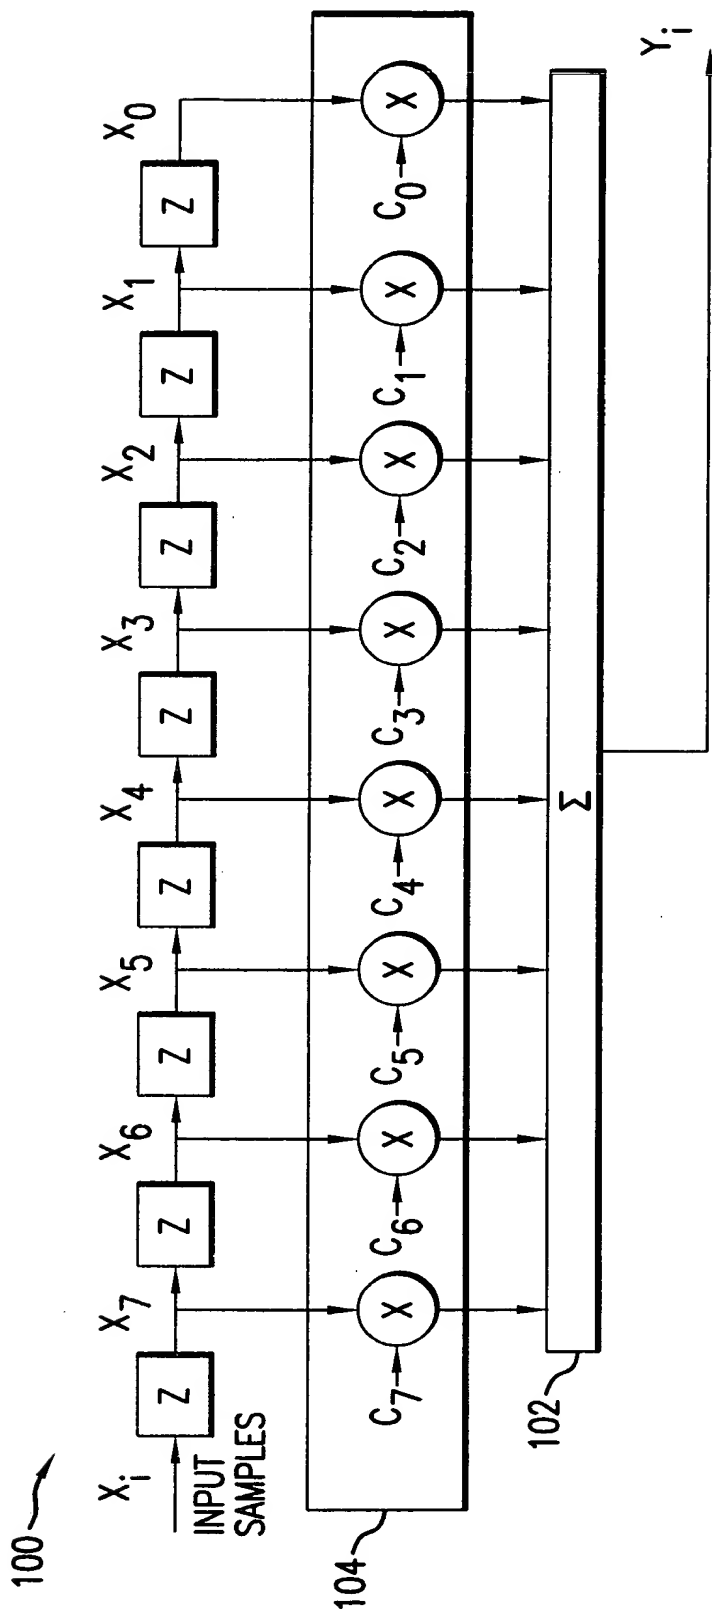 100
X_i X_7 X_6 X_5 X_4 X_3 X_2 X_1 X_0
INPUT
SAMPLES
Z Z Z Z Z Z Z Z
104
X X X X X X X X
C_7 C_6 C_5 C_4 C_3 C_2 C_1 C_0
102
Σ
Y_i